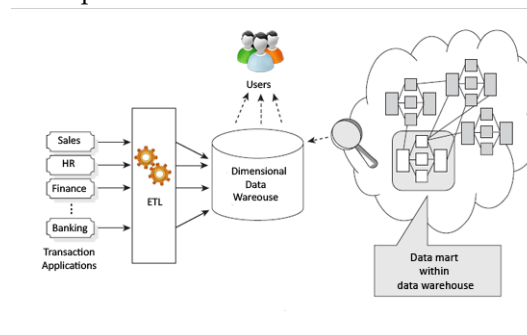 Users
Sales
HR
Finance
Banking
Transaction
Applications
ETL
Dimensional
Data
Wareouse
Data mart
within
data warehouse